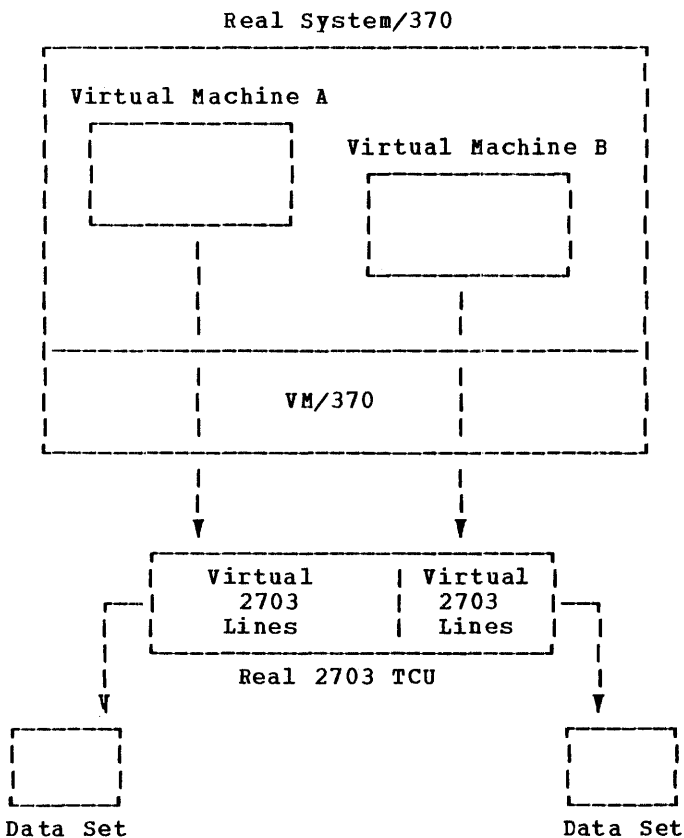 Real System/370
Virtual Machine A
Virtual Machine B
VM/370
Virtual 2703 Lines
Virtual 2703 Lines
Real 2703 TCU
Data Set
Data Set